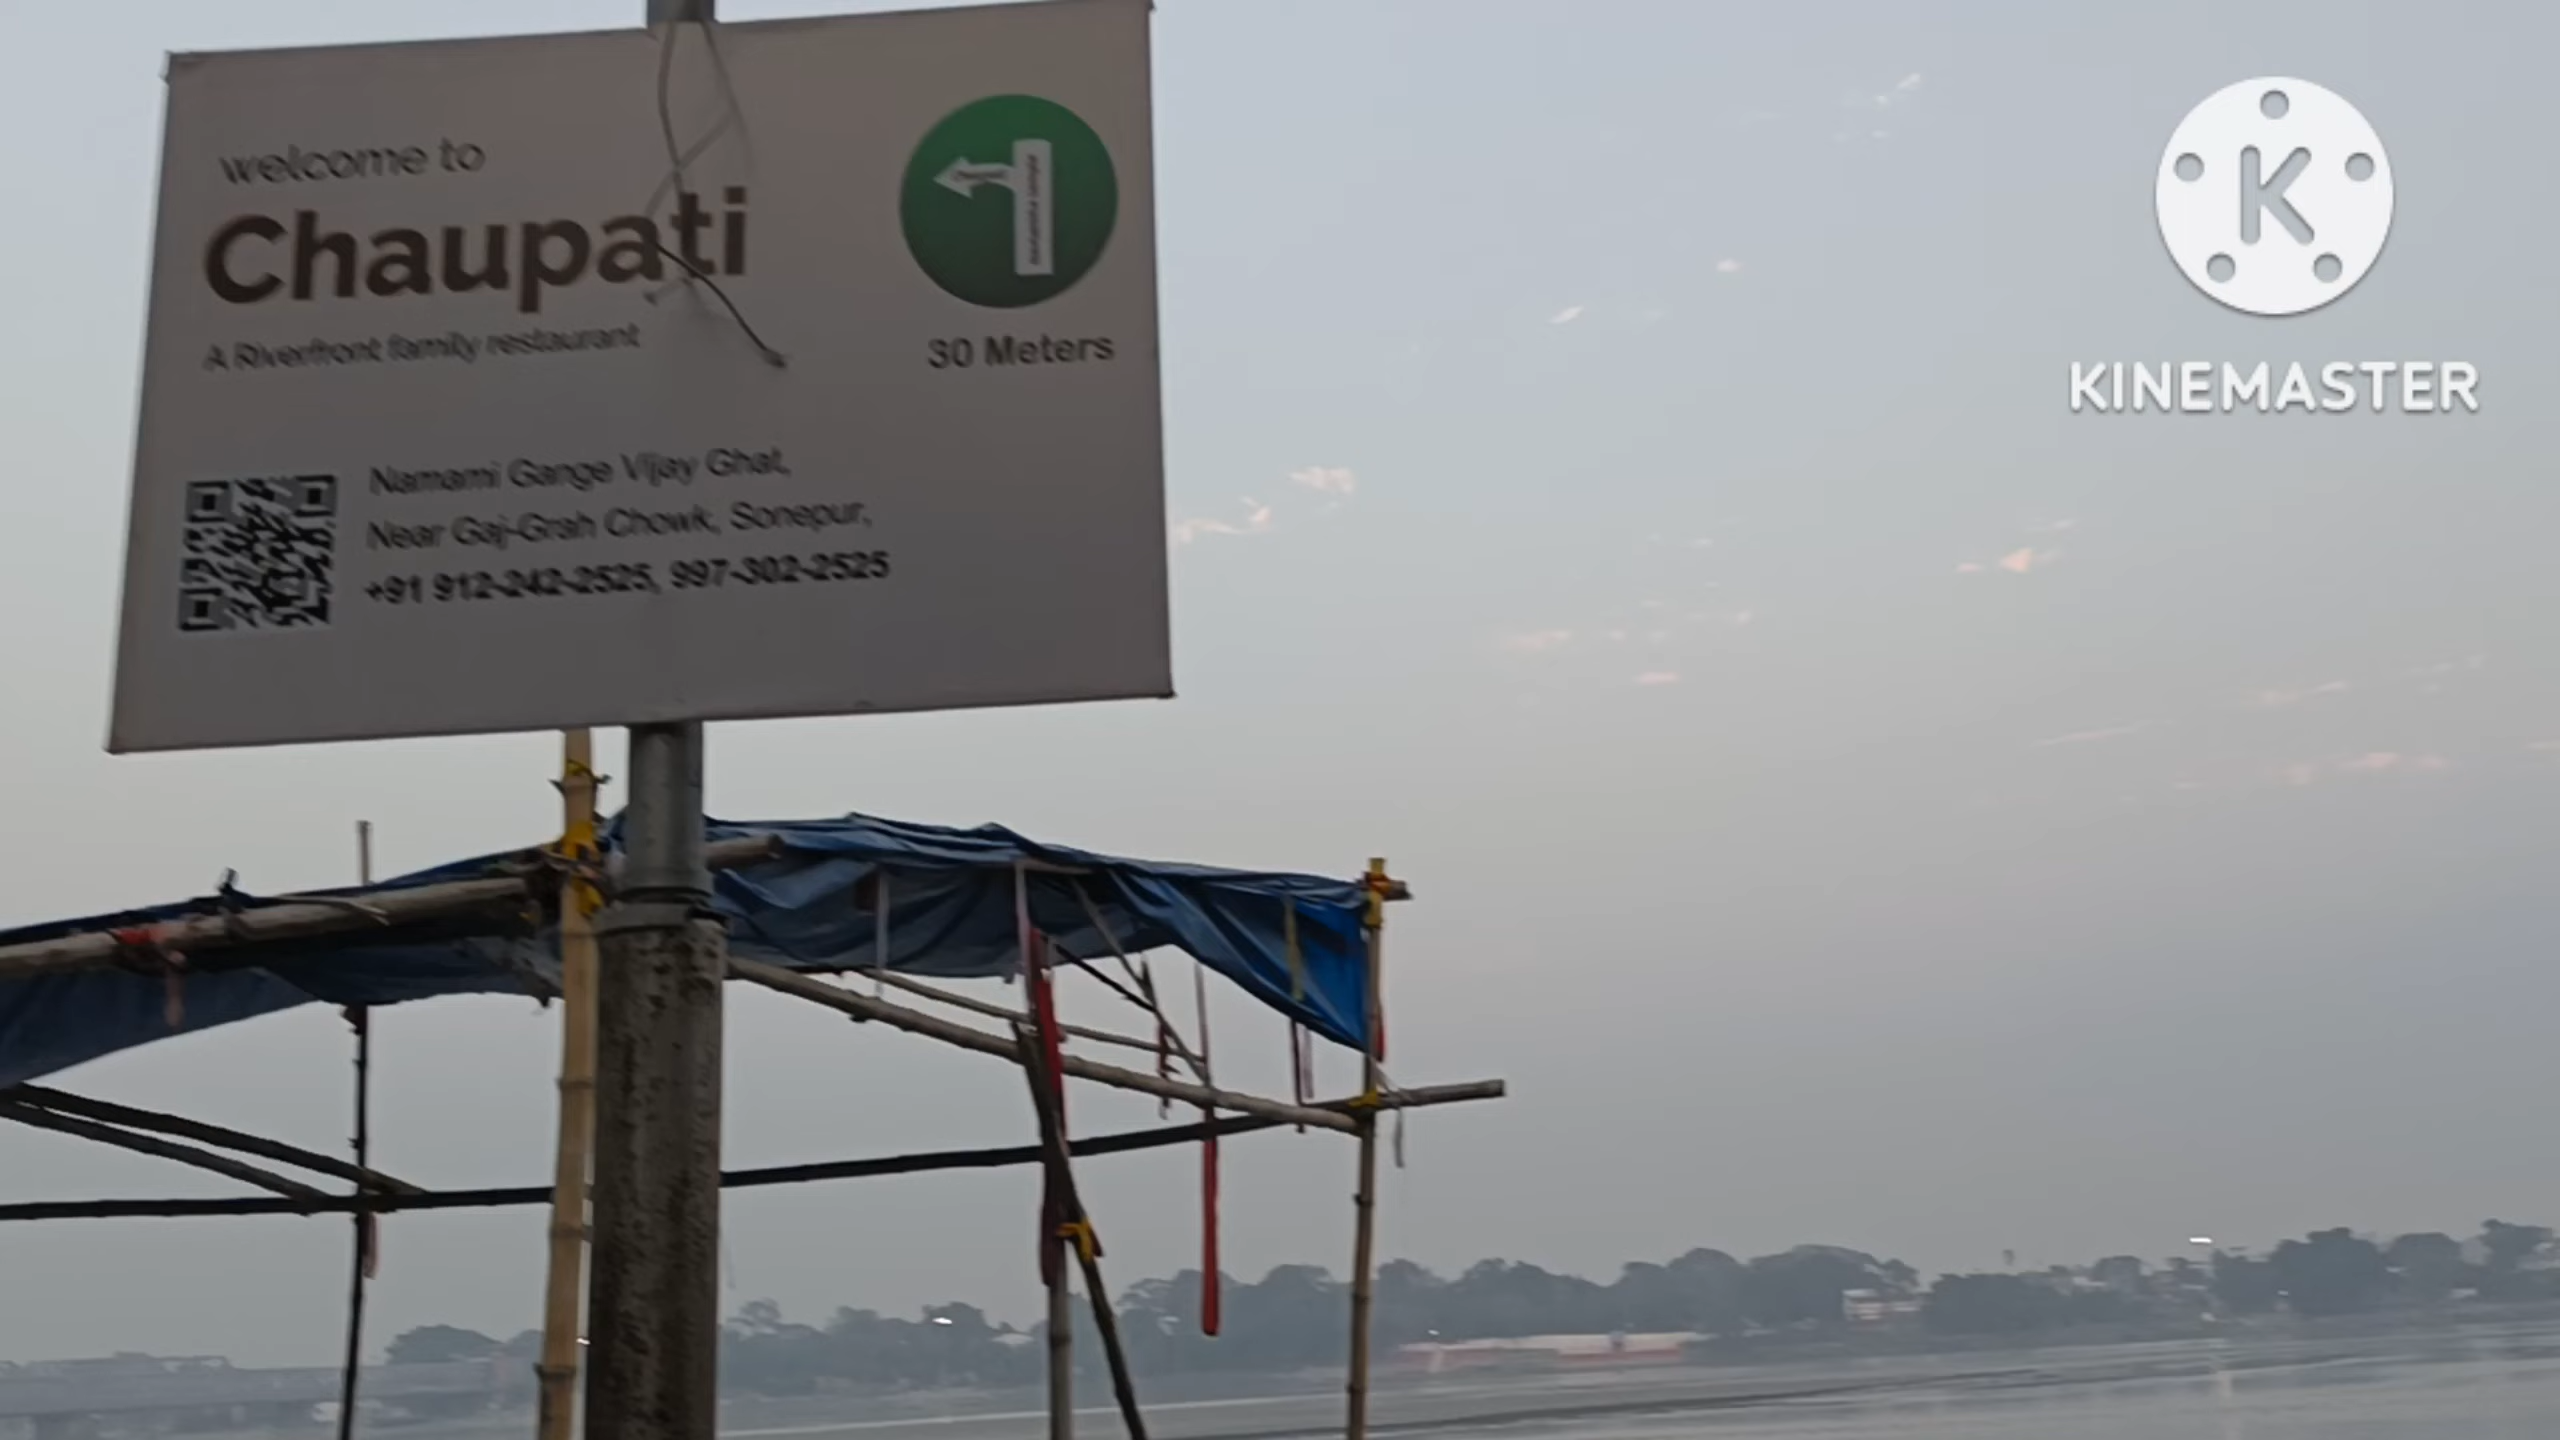 welcome to
Chaupati
A Riverfront family restaurant
30 Meters
Namami Gange Vijay Ghat,
Near Gaj-Grah Chowk, Sonepur,
+91 912-242-2525, 997-302-2525
K
KINEMASTER